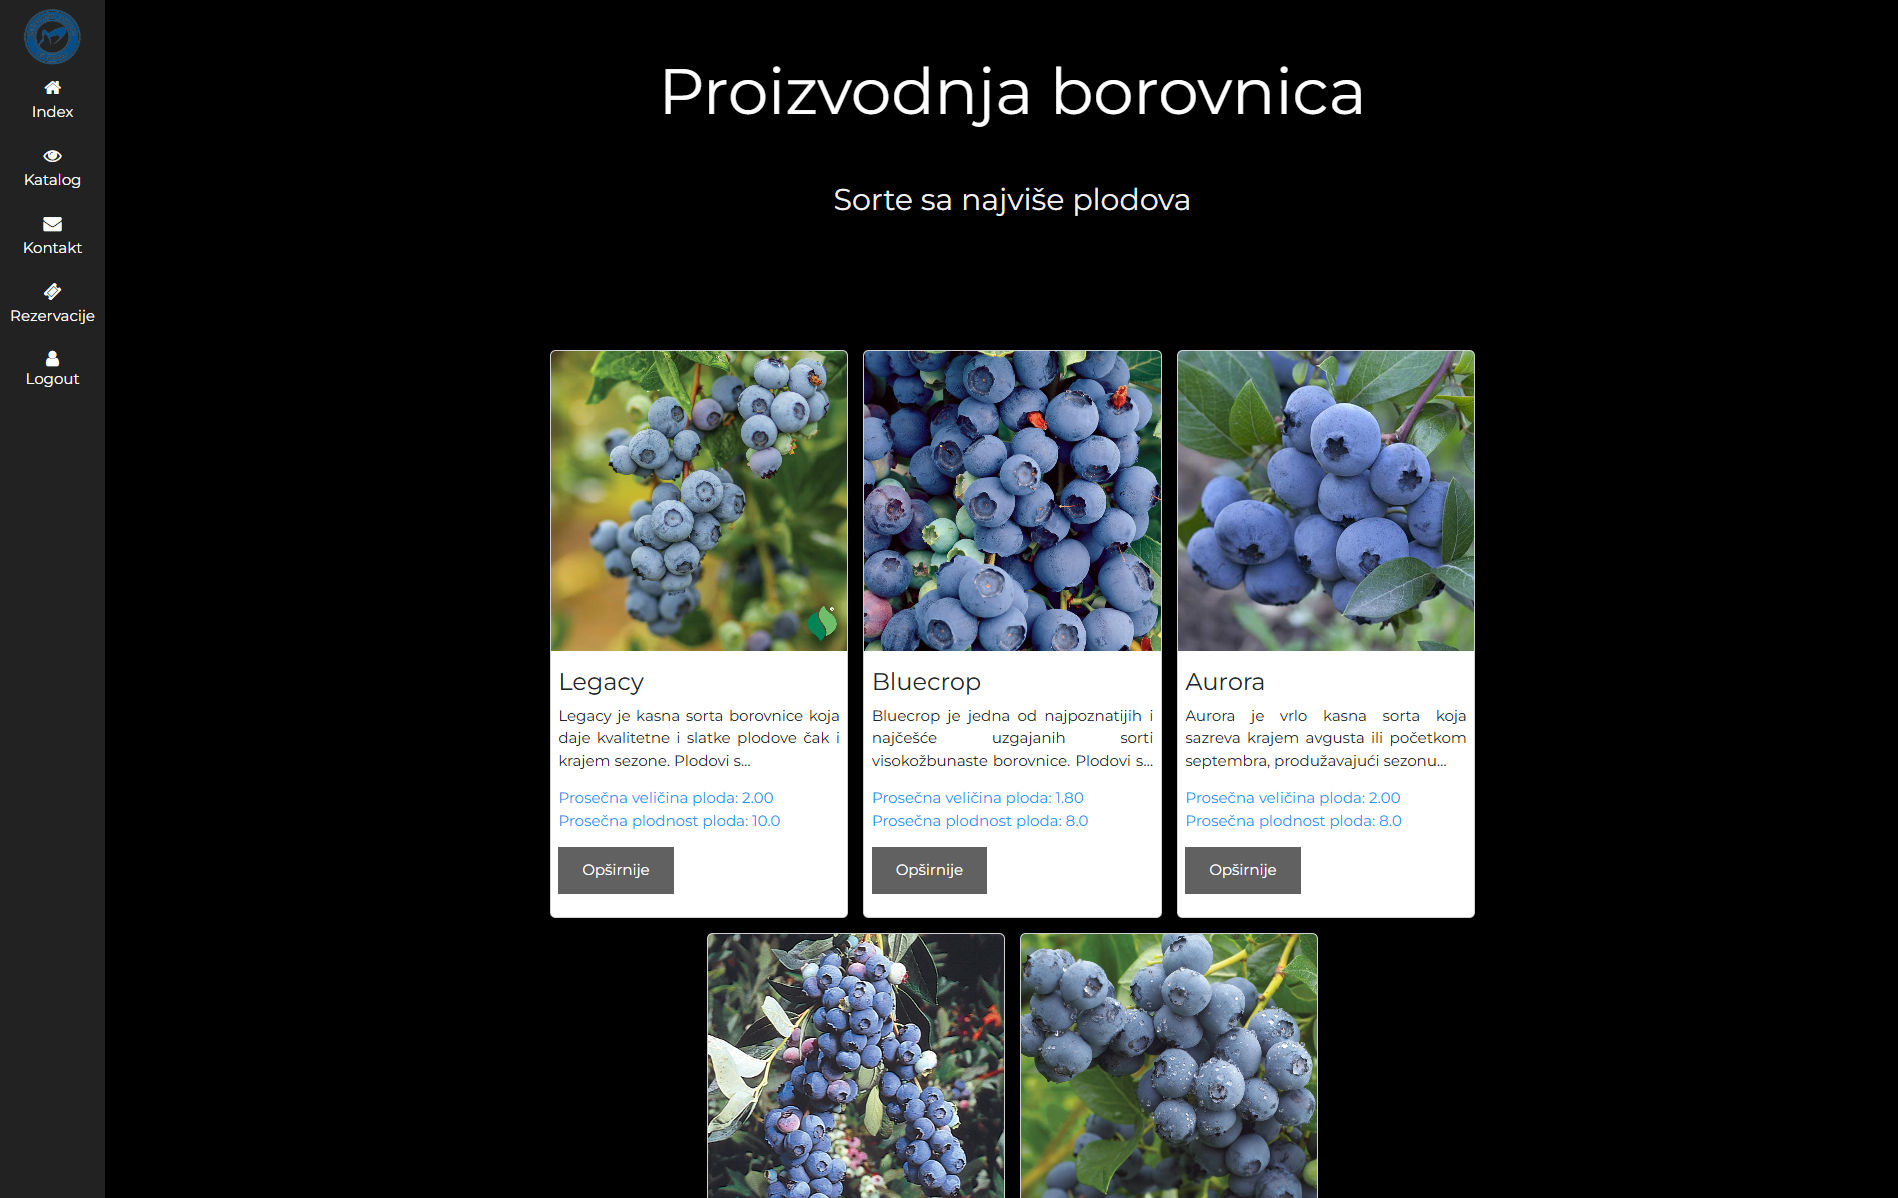 Index
Katalog
Kontakt
Rezervacije
Logout
Proizvodnja borovnica
Sorte sa najviše plodova
Legacy
Legacy je kasna sorta borovnice koja
daje kvalitetne i slatke plodove čak i
krajem sezone. Plodovi s...
Prosečna veličina ploda: 2.00
Prosečna plodnost ploda: 10.0
Opširnije
Bluecrop
Bluecrop je jedna od najpoznatijih i
najčešće uzgajanih sorti
visokožbunaste borovnice. Plodovi s...
Prosečna veličina ploda: 1.80
Prosečna plodnost ploda: 8.0
Opširnije
Aurora
Aurora je vrlo kasna sorta koja
sazreva krajem avgusta ili početkom
septembra, produžavajući sezonu...
Prosečna veličina ploda: 2.00
Prosečna plodnost ploda: 8.0
Opširnije